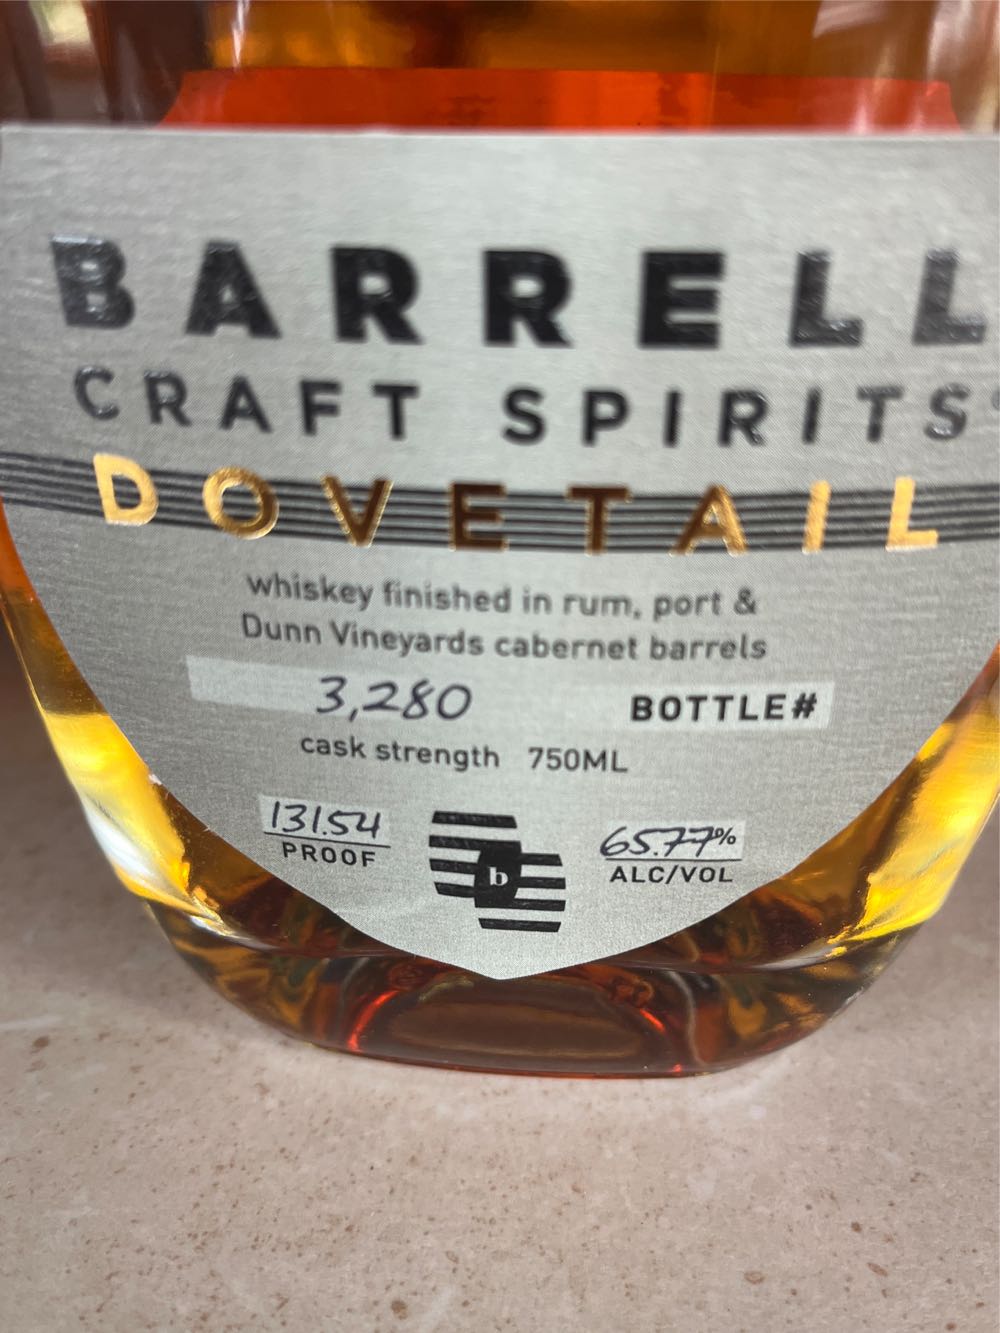 BARRELL
CRAFT SPIRITS
DOVETAIL
whiskey finished in rum, port &
Dunn Vineyards cabernet barrels
3,280 BOTTLE#
cask strength 750ML
131.54 65.77%
PROOF b ALC/VOL